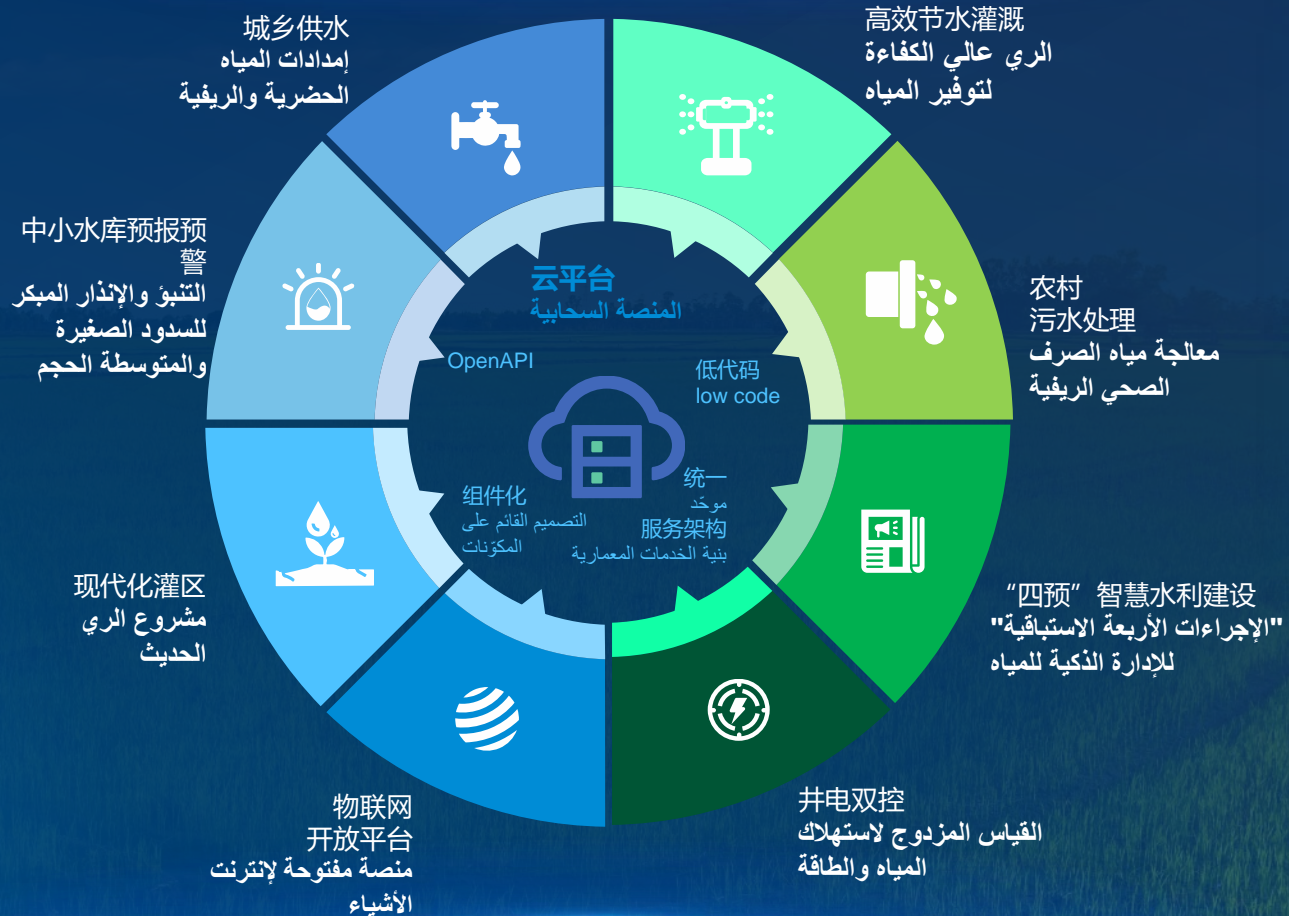 城乡供水
إمدادات المياه
الحضرية والريفية
高效节水灌溉
الري عالي الكفاءة
لتوفير المياه
中小水库预报预
警
التنبؤ والإنذار المبكر
للسدود الصغيرة
والمتوسطة الحجم
农村
污水处理
معالجة مياه الصرف
الصحي الريفية
云平台
المنصة السحابية
OpenAPI
低代码
low code
组件化
التصميم القائم على
المكوّنات
统一
موحّد
服务架构
بنية الخدمات المعمارية
现代化灌区
مشروع الري
الحديث
“四预”智慧水利建设
"الإجراءات الأربعة الاستباقية"
للإدارة الذكية للمياه
物联网
开放平台
منصة مفتوحة لإنترنت
الأشياء
井电双控
القياس المزدوج لاستهلاك
المياه والطاقة